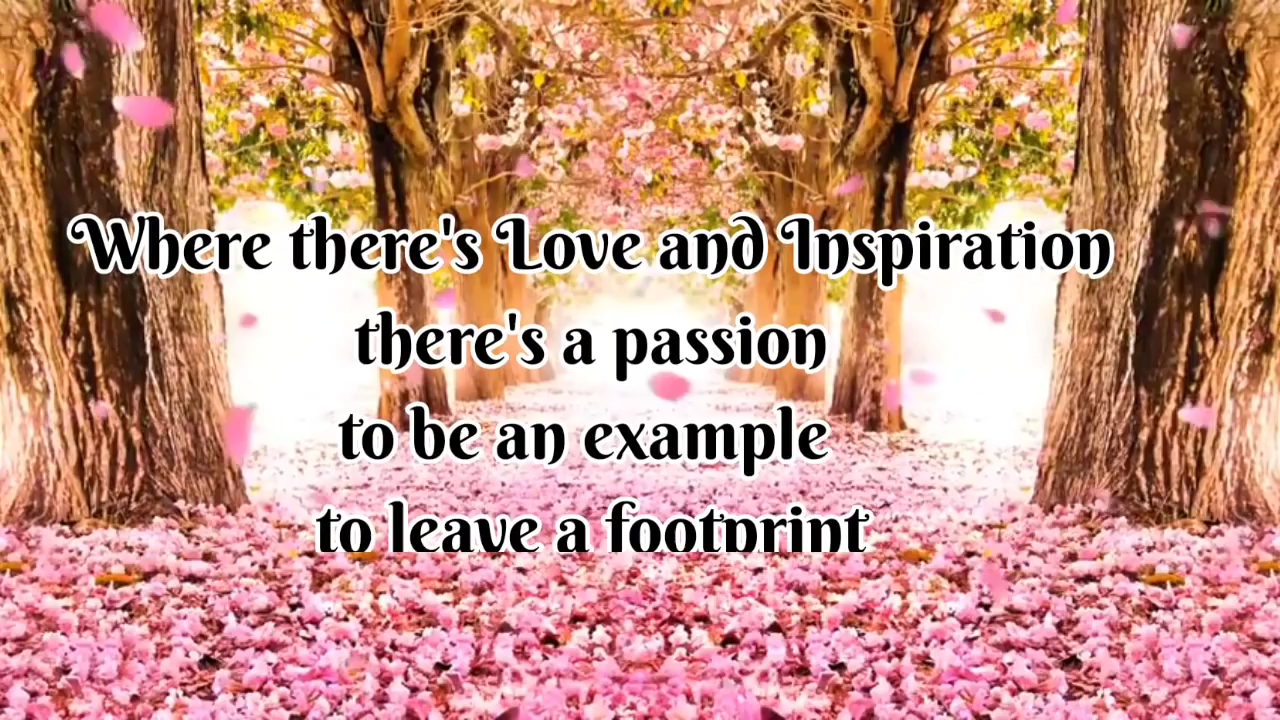 Where there's Love and Inspiration
there's a passion
to be an example
to leave a footprint